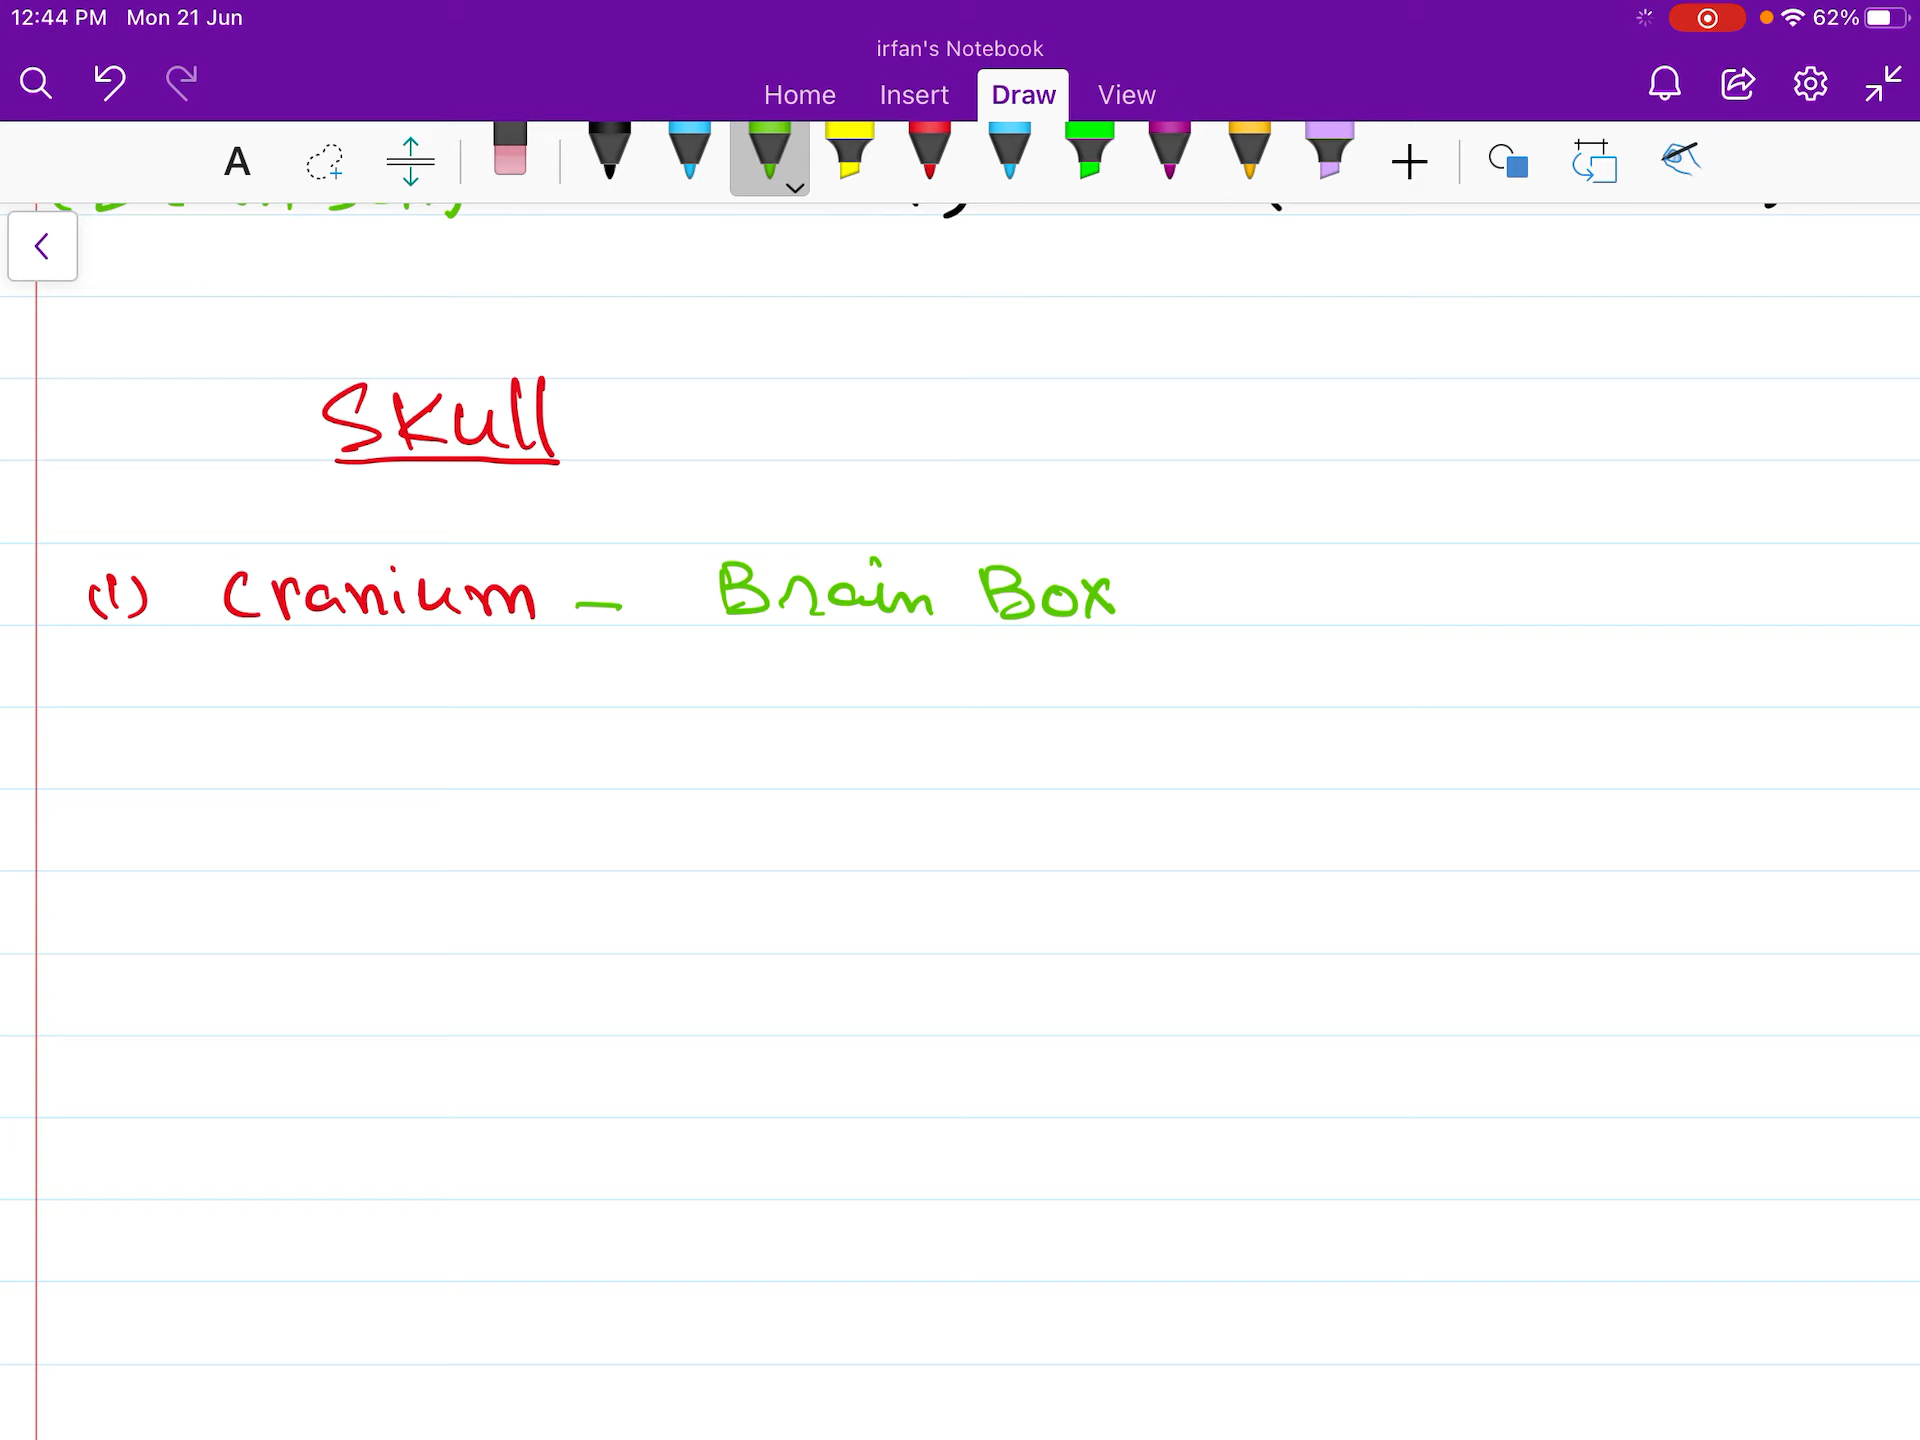 12:44 PM Mon 21 Jun
62%
irfan's Notebook
Home Insert Draw View
A
Skull
(1) Cranium - Brain Box